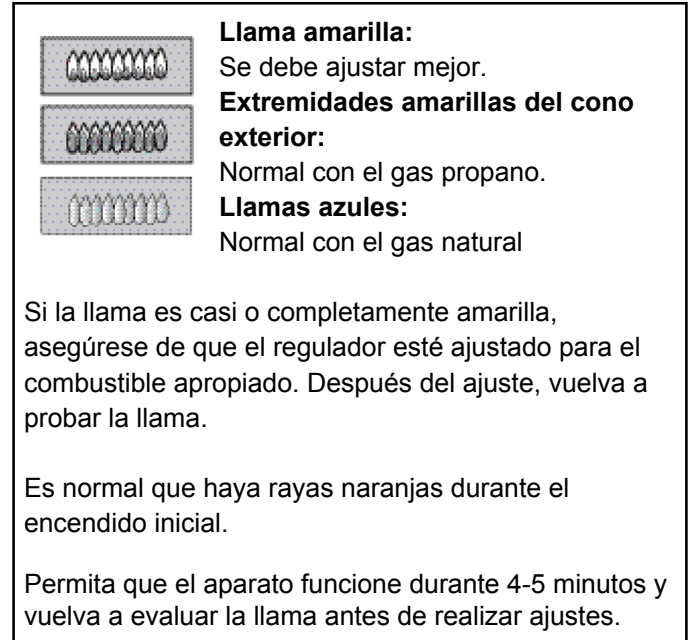 Llama amarilla:
Se debe ajustar mejor.
Extremidades amarillas del cono
exterior:
Normal con el gas propano.
Llamas azules:
Normal con el gas natural
Si la llama es casi o completamente amarilla,
asegúrese de que el regulador esté ajustado para el
combustible apropiado. Después del ajuste, vuelva a
probar la llama.
Es normal que haya rayas naranjas durante el
encendido inicial.
Permita que el aparato funcione durante 4-5 minutos y
vuelva a evaluar la llama antes de realizar ajustes.